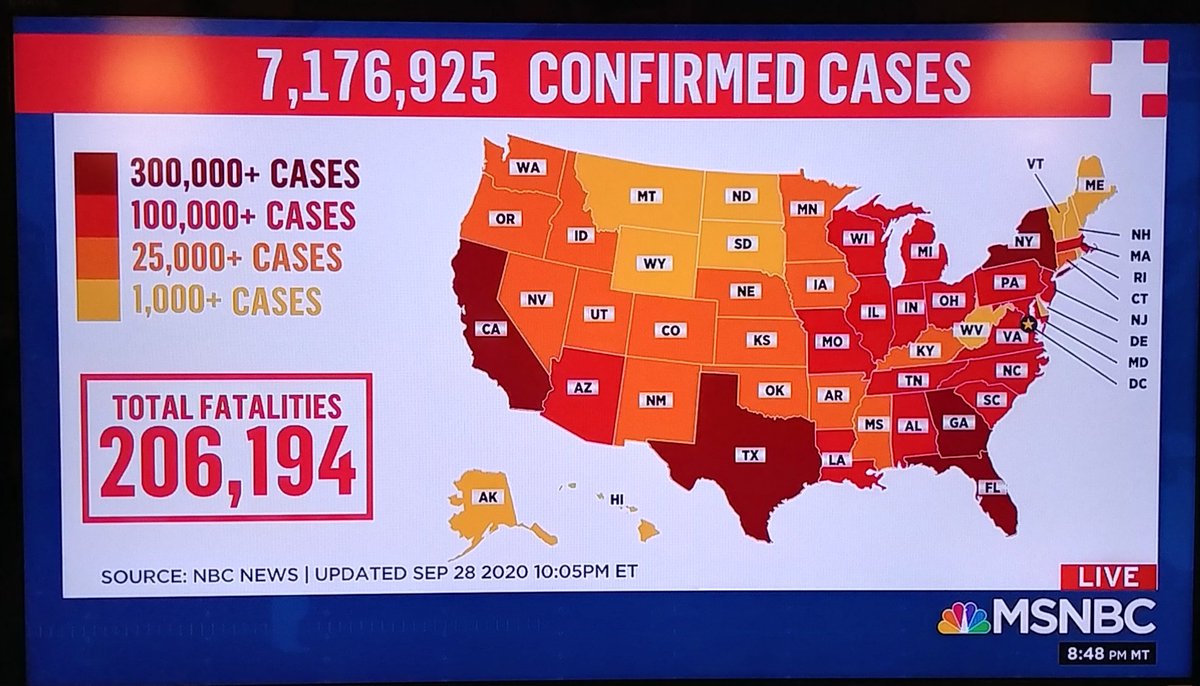 7,176,925 CONFIRMED CASES
300,000+ CASES
100,000+ CASES
25,000+ CASES
1,000+ CASES
TOTAL FATALITIES
206,194
WA
OR
ID
MT
ND
MN
SD
WY
WI
MI
NY
VT
ME
NH
MA
RI
CT
NJ
DE
MD
DC
CA
NV
UT
CO
NE
IA
KS
MO
IL
IN
OH
PA
WV
VA
KY
NC
TN
SC
AZ
NM
OK
AR
MS
AL
GA
TX
LA
FL
AK
HI
SOURCE: NBC NEWS | UPDATED SEP 28 2020 10:05PM ET
LIVE
MSNBC
8:48 PM MT